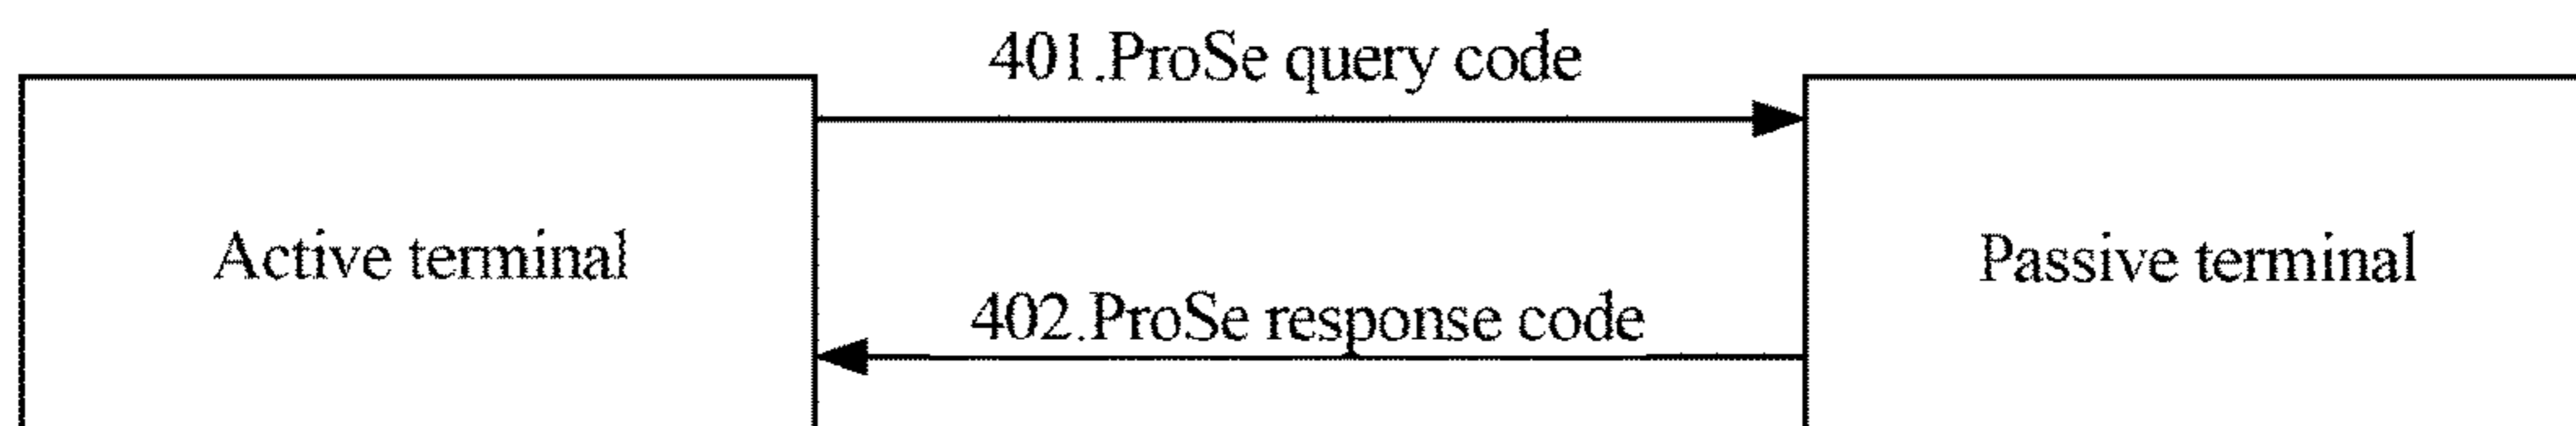 401.ProSe query code
Active terminal
Passive terminal
402.ProSe response code